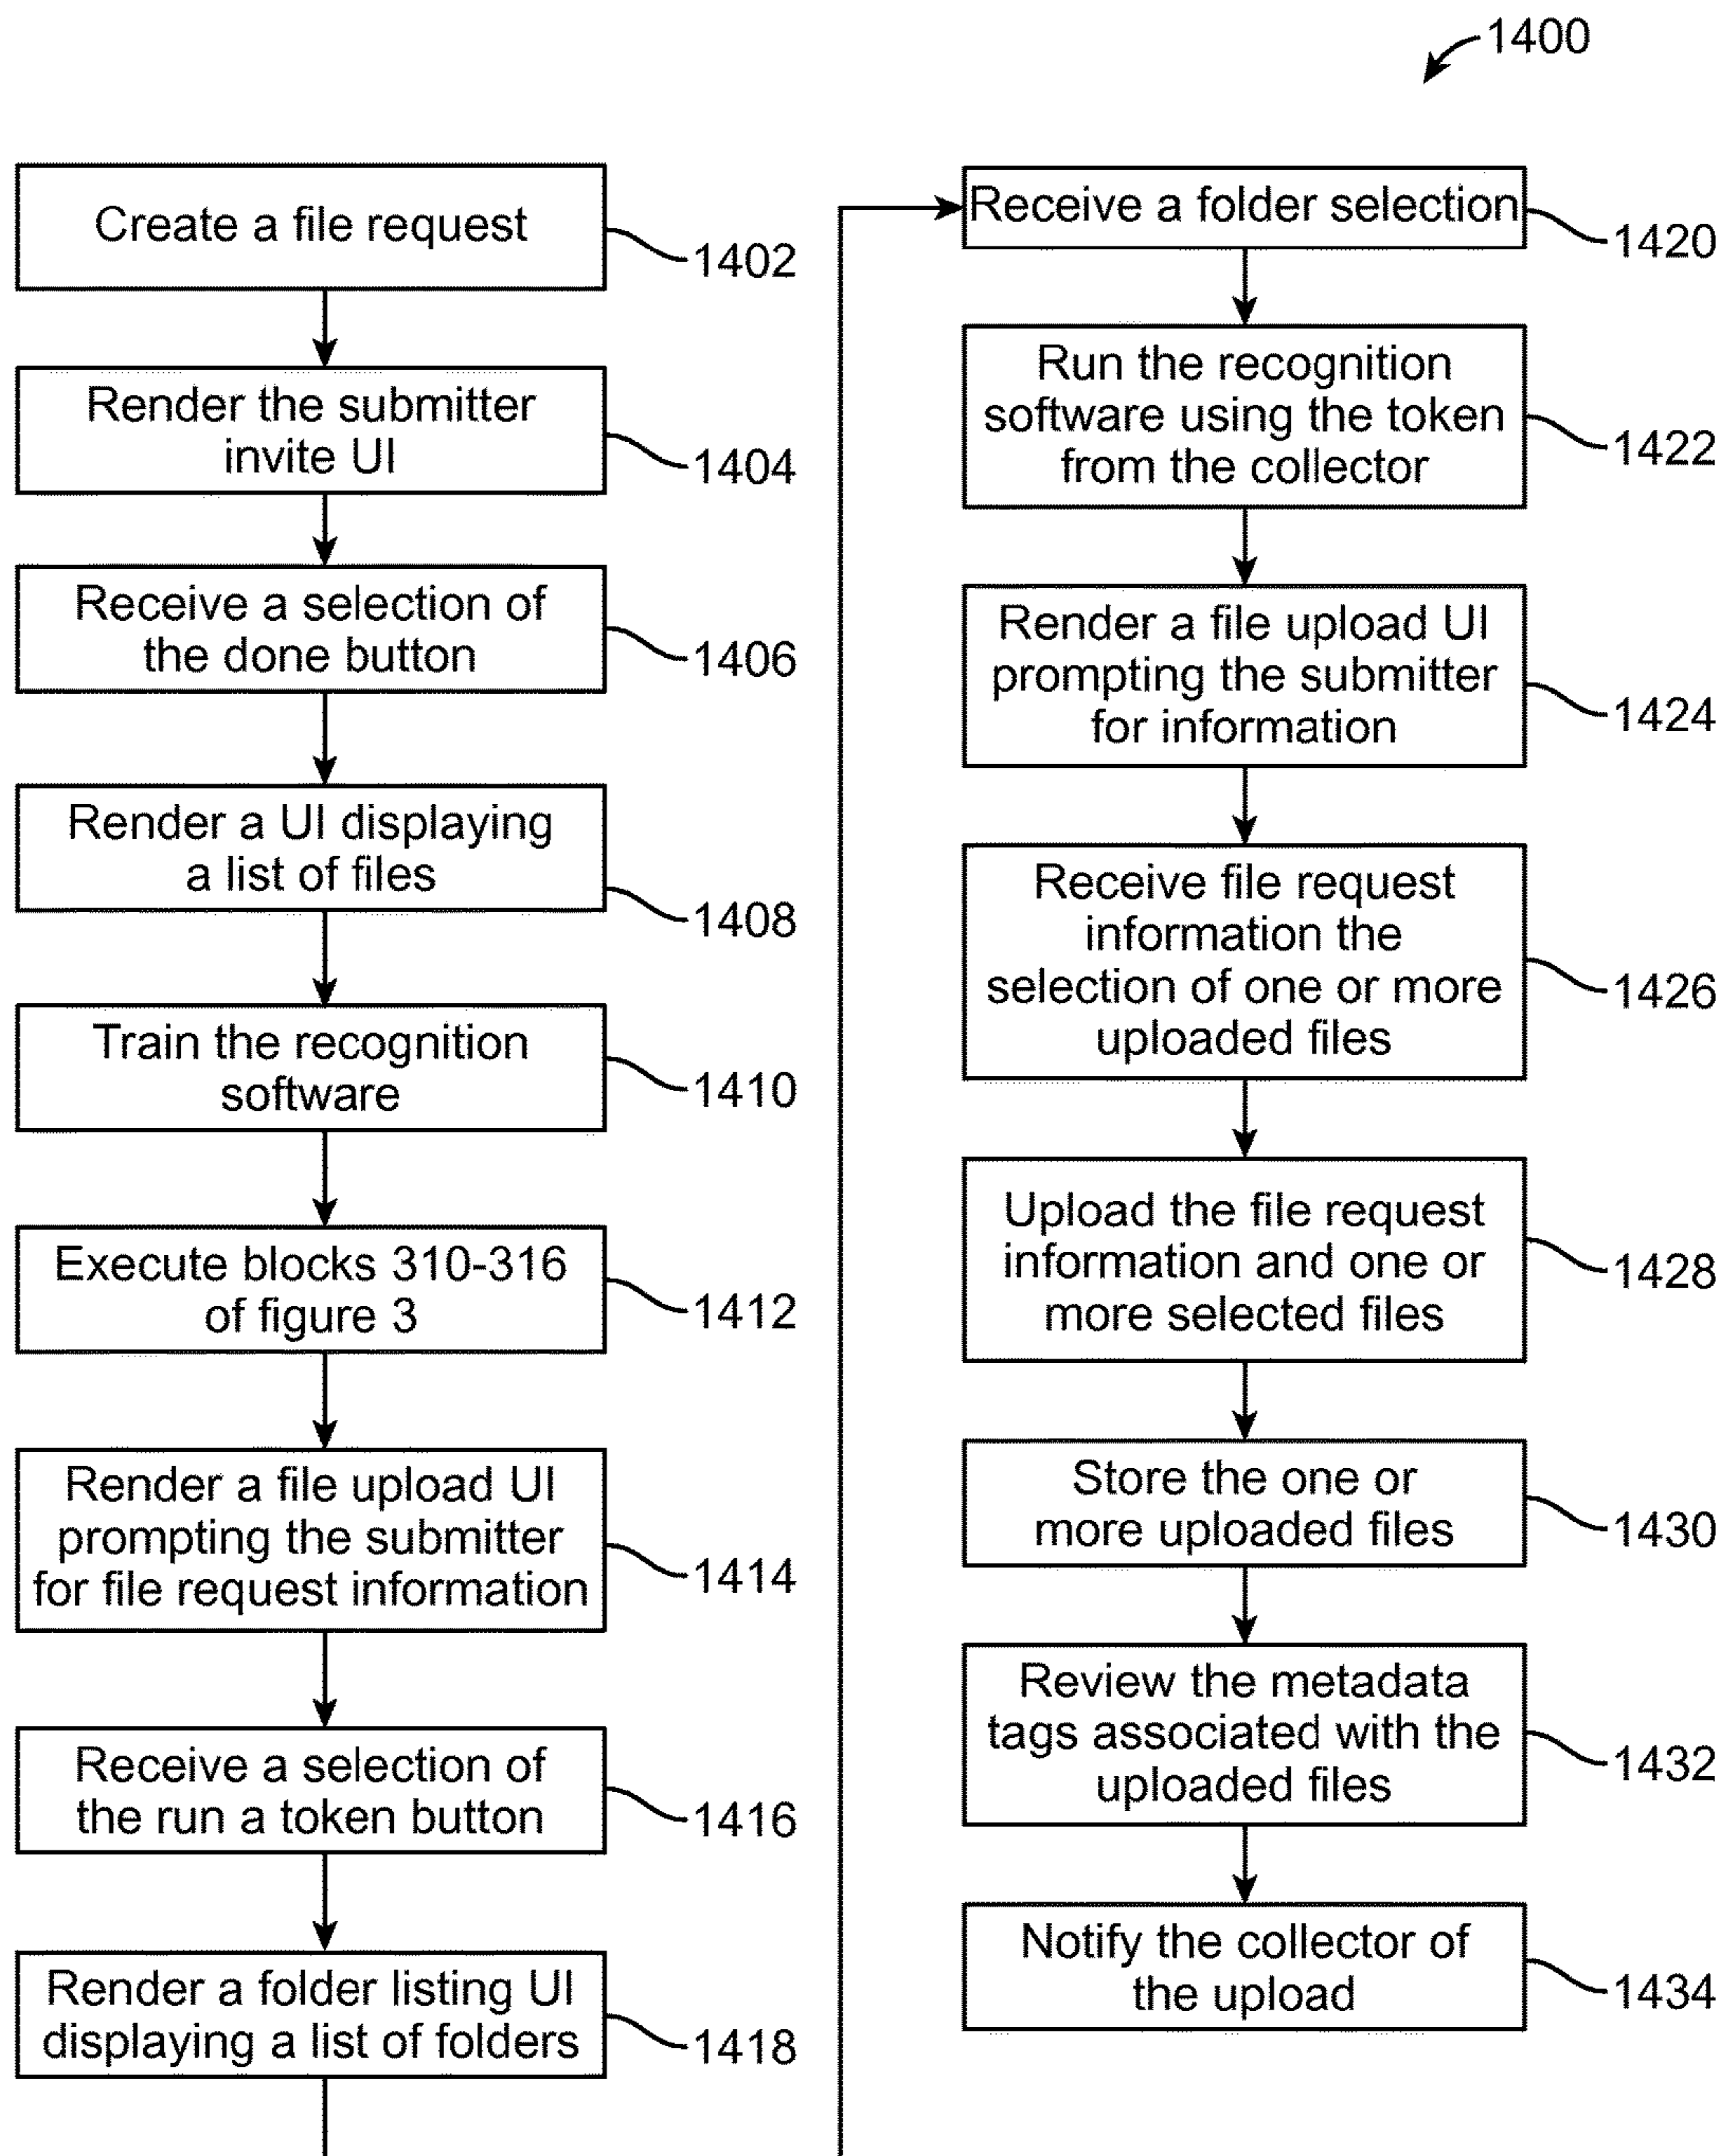 1400
Create a file request
1402
Render the submitter
invite UI
1404
Receive a selection of
the done button
1406
Render a UI displaying
a list of files
1408
Train the recognition
software
1410
Execute blocks 310-316
of figure 3
1412
Render a file upload UI
prompting the submitter
for file request information
1414
Receive a selection of
the run a token button
1416
Render a folder listing UI
displaying a list of folders
1418
Receive a folder selection
1420
Run the recognition
software using the token
from the collector
1422
Render a file upload UI
prompting the submitter
for information
1424
Receive file request
information the
selection of one or more
uploaded files
1426
Upload the file request
information and one or
more selected files
1428
Store the one or
more uploaded files
1430
Review the metadata
tags associated with the
uploaded files
1432
Notify the collector of
the upload
1434